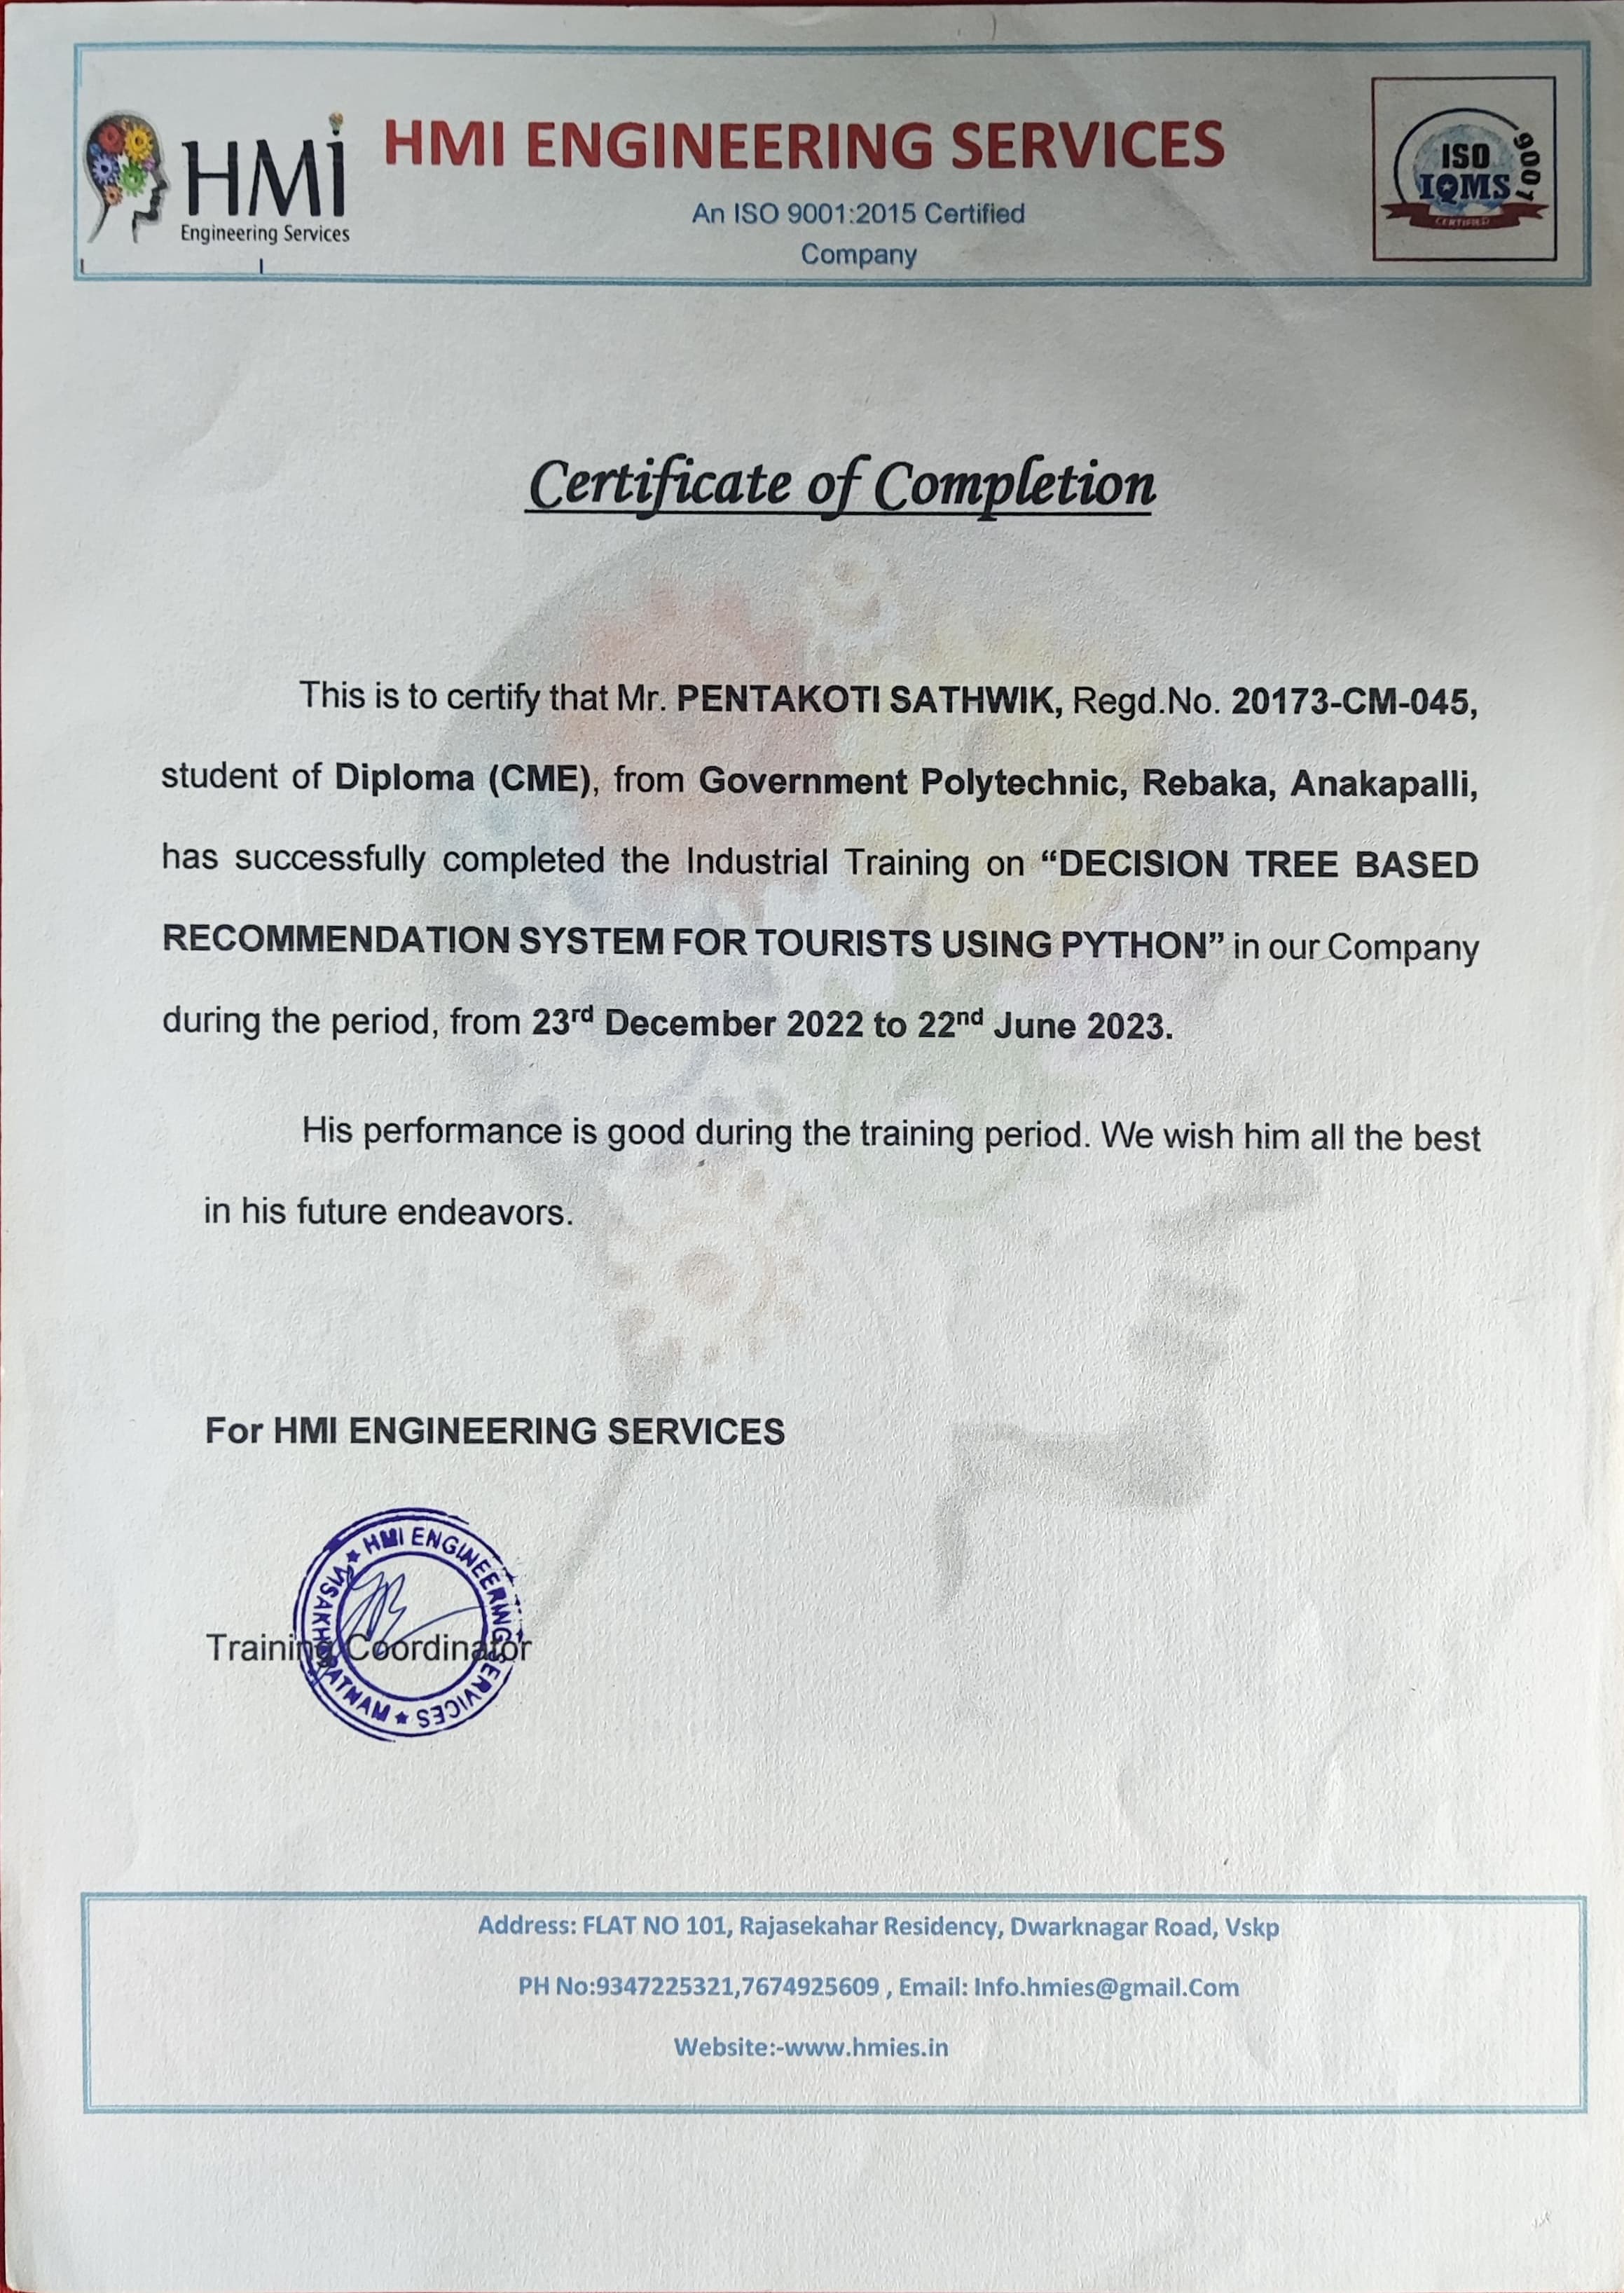 HMI
Engineering Services
HMI ENGINEERING SERVICES
An ISO 9001:2015 Certified
Company
ISO
IQMS
9001
CERTIFIED
Certificate of Completion
This is to certify that Mr. PENTAKOTI SATHWIK, Regd.No. 20173-CM-045,
student of Diploma (CME), from Government Polytechnic, Rebaka, Anakapalli,
has successfully completed the Industrial Training on “DECISION TREE BASED
RECOMMENDATION SYSTEM FOR TOURISTS USING PYTHON” in our Company
during the period, from 23rd December 2022 to 22nd June 2023.
His performance is good during the training period. We wish him all the best
in his future endeavors.
For HMI ENGINEERING SERVICES
HMI ENGINEERING SERVICES
Training Coordinator
Address: FLAT NO 101, Rajasekahar Residency, Dwarknagar Road, Vskp
PH No:9347225321,7674925609 , Email: Info.hmies@gmail.Com
Website:-www.hmies.in